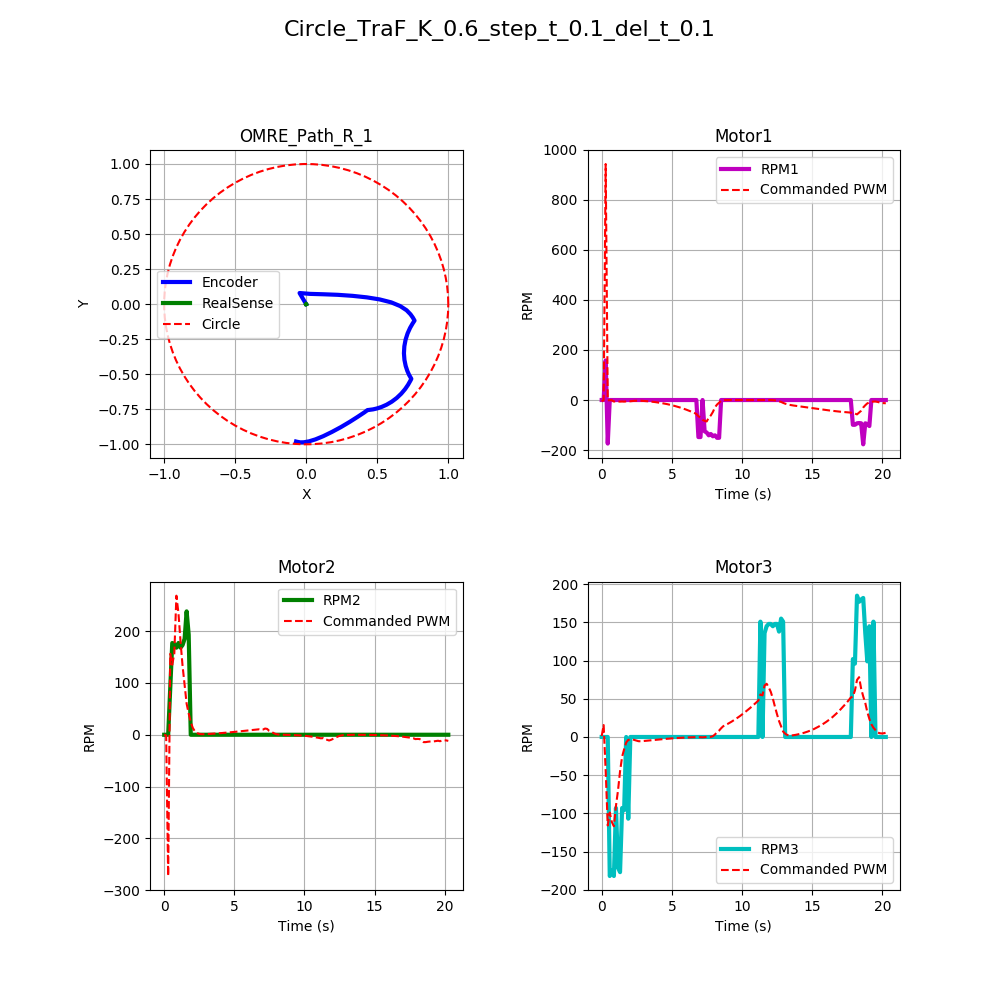 Circle_TraF_K_0.6_step_t_0.1_del_t_0.1
OMRE_Path_R_1
1.00
0.75
0.50
0.25
0.00
−0.25
−0.50
−0.75
−1.00
Y
Encoder
RealSense
Circle
−1.0 −0.5 0.0 0.5 1.0
X
Motor1
1000
800
600
400
200
0
−200
RPM
RPM1
Commanded PWM
0 5 10 15 20
Time (s)
Motor2
200
100
0
−100
−200
−300
RPM
RPM2
Commanded PWM
0 5 10 15 20
Time (s)
Motor3
200
150
100
50
0
−50
−100
−150
−200
RPM
RPM3
Commanded PWM
0 5 10 15 20
Time (s)